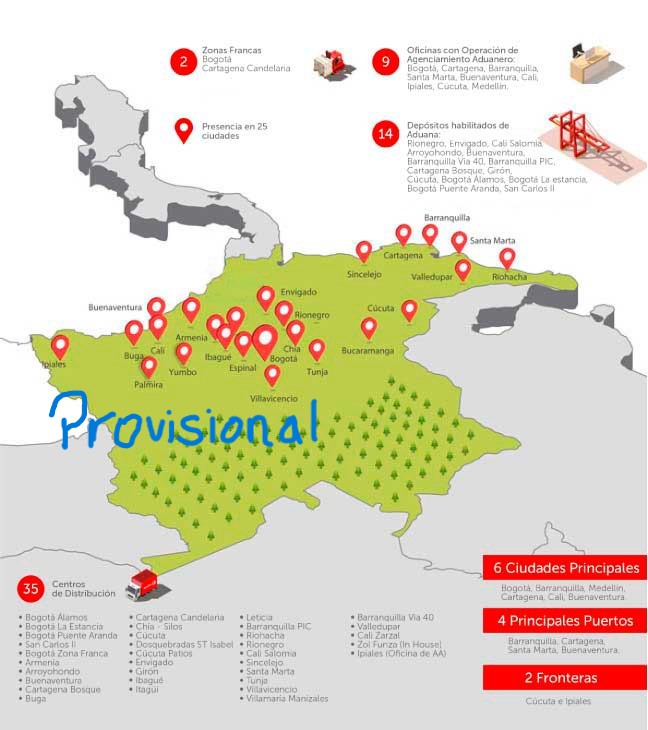 2
Zonas Francas
Bogotá
Cartagena Candelaria
9
Oficinas con Operación de
Agenciamiento Aduanero:
Bogotá, Cartagena, Barranquilla,
Santa Marta, Buenaventura, Cali,
Ipiales, Cúcuta, Medellín.
Presencia en 25
ciudades
14
Depósitos habilitados de
Aduana:
Rionegro, Envigado, Cali Salomia,
Arroyohondo, Buenaventura,
Barranquilla Via 40, Barranquilla PIC,
Cartagena Bosque, Girón,
Cúcuta, Bogotá Álamos, Bogotá La estancia,
Bogotá Puente Aranda, San Carlos II
Barranquilla
Cartagena
Santa Marta
Sincelejo
Valledupar
Riohacha
Envigado
Buenaventura
Rionegro
Cúcuta
Armenia
Ipiales
Buga
Cali
Ibagué
Chia
Bogotá
Bucaramanga
Palmira
Yumbo
Espinal
Tunja
Villavicencio
Provisional
35
Centros
de Distribución
• Bogotá Álamos
• Bogotá La Estancia
• Bogotá Puente Aranda
• San Carlos II
• Bogotá Zona Franca
• Armenia
• Arroyohondo
• Buenaventura
• Cartagena Bosque
• Buga
• Cartagena Candelaria
• Chia - Silos
• Cúcuta
• Dosquebradas ST Isabel
• Cúcuta Patios
• Envigado
• Girón
• Ibagué
• Itagüí
• Leticia
• Barranquilla PIC
• Riohacha
• Rionegro
• Cali Salomia
• Sincelejo
• Santa Marta
• Tunja
• Villavicencio
• Villamaría Manizales
• Barranquilla Via 40
• Valledupar
• Cali Zarzal
• Zol Funza (In House)
• Ipiales (Oficina de AA)
6 Ciudades Principales
Bogotá, Barranquilla, Medellín,
Cartagena, Cali, Buenaventura.
4 Principales Puertos
Barranquilla, Cartagena,
Santa Marta, Buenaventura.
2 Fronteras
Cúcuta e Ipiales